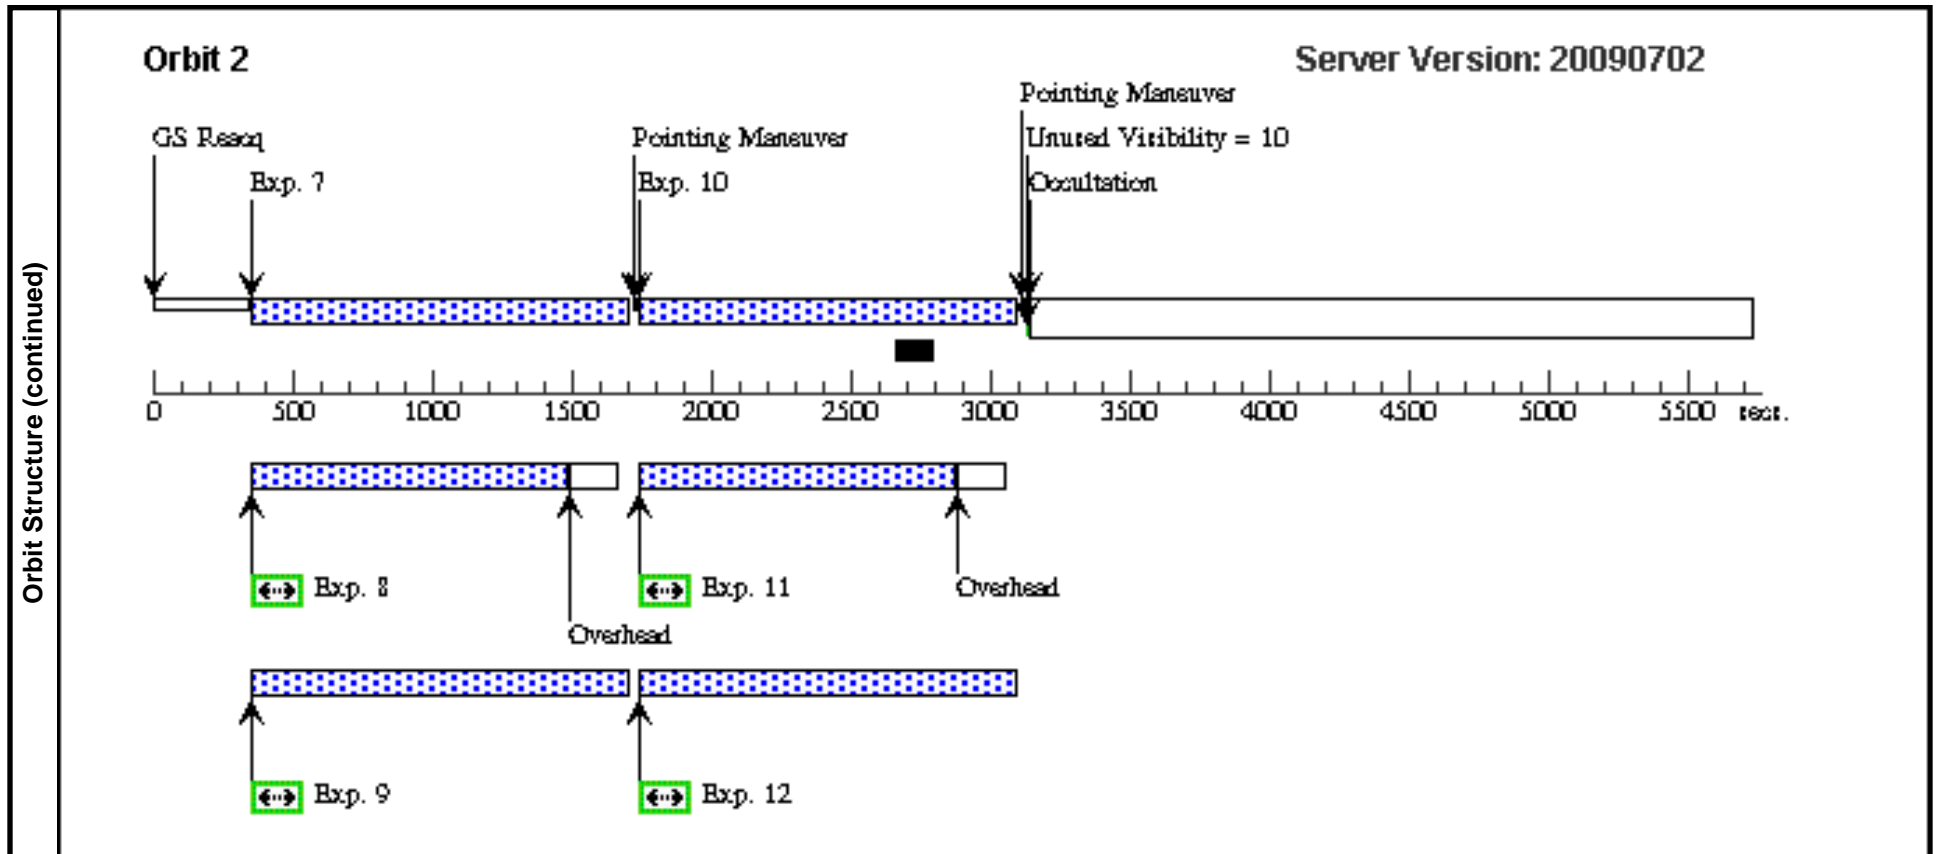 Orbit 2
Server Version: 20090702
Pointing Maneuver
GS Reacq
Pointing Maneuver
Unused Visibility = 10
Exp. 7
Exp. 10
Occultation
0 500 1000 1500 2000 2500 3000 3500 4000 4500 5000 5500 secs.
Exp. 8
Exp. 11
Overhead
Overhead
Exp. 9
Exp. 12
Orbit Structure (continued)